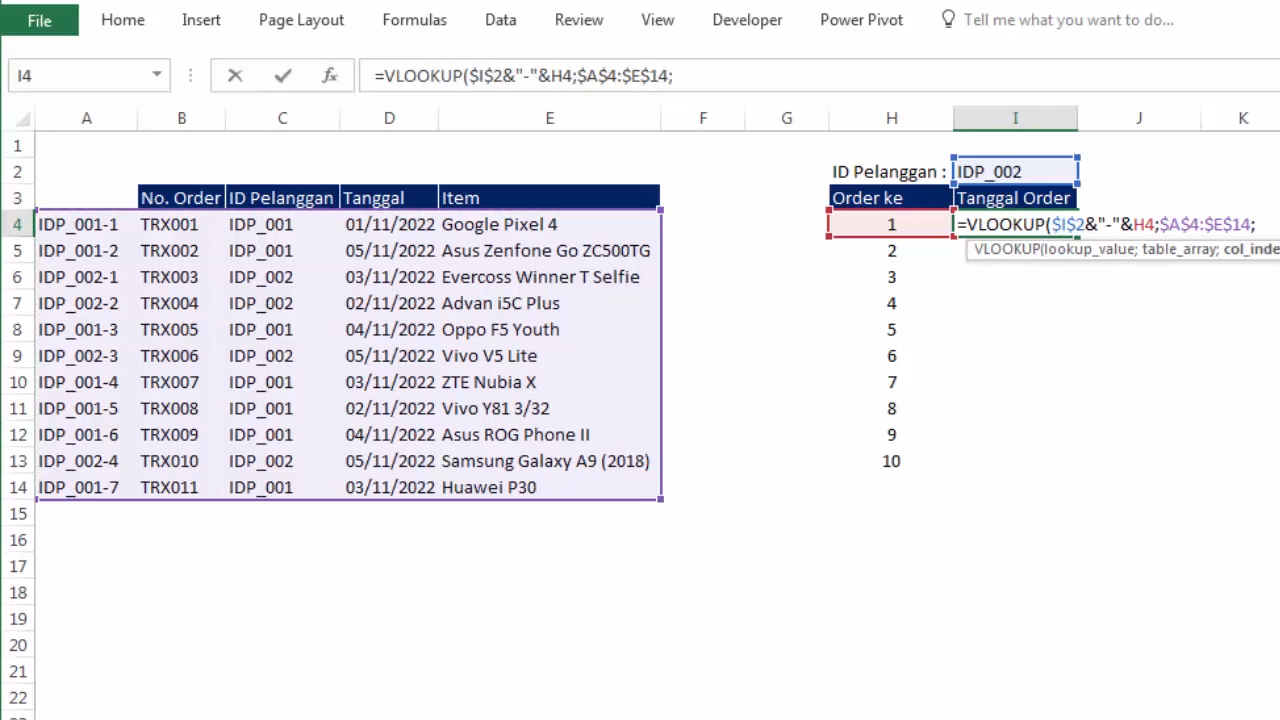 File Home Insert Page Layout Formulas Data Review View Developer Power Pivot Tell me what you want to do...
I4 fx =VLOOKUP($I$2&"-"&H4;$A$4:$E$14;
A B C D E F G H I J K
1
2 ID Pelanggan : IDP_002
3 No. Order ID Pelanggan Tanggal Item Order ke Tanggal Order
4 IDP_001-1 TRX001 IDP_001 01/11/2022 Google Pixel 4 1 =VLOOKUP($I$2&"-"&H4;$A$4:$E$14;
5 IDP_001-2 TRX002 IDP_001 05/11/2022 Asus Zenfone Go ZC500TG 2 VLOOKUP(lookup_value; table_array; col_inde
6 IDP_002-1 TRX003 IDP_002 03/11/2022 Evercoss Winner T Selfie 3
7 IDP_002-2 TRX004 IDP_002 02/11/2022 Advan i5C Plus 4
8 IDP_001-3 TRX005 IDP_001 04/11/2022 Oppo F5 Youth 5
9 IDP_002-3 TRX006 IDP_002 05/11/2022 Vivo V5 Lite 6
10 IDP_001-4 TRX007 IDP_001 03/11/2022 ZTE Nubia X 7
11 IDP_001-5 TRX008 IDP_001 02/11/2022 Vivo Y81 3/32 8
12 IDP_001-6 TRX009 IDP_001 04/11/2022 Asus ROG Phone II 9
13 IDP_002-4 TRX010 IDP_002 05/11/2022 Samsung Galaxy A9 (2018) 10
14 IDP_001-7 TRX011 IDP_001 03/11/2022 Huawei P30
15
16
17
18
19
20
21
22